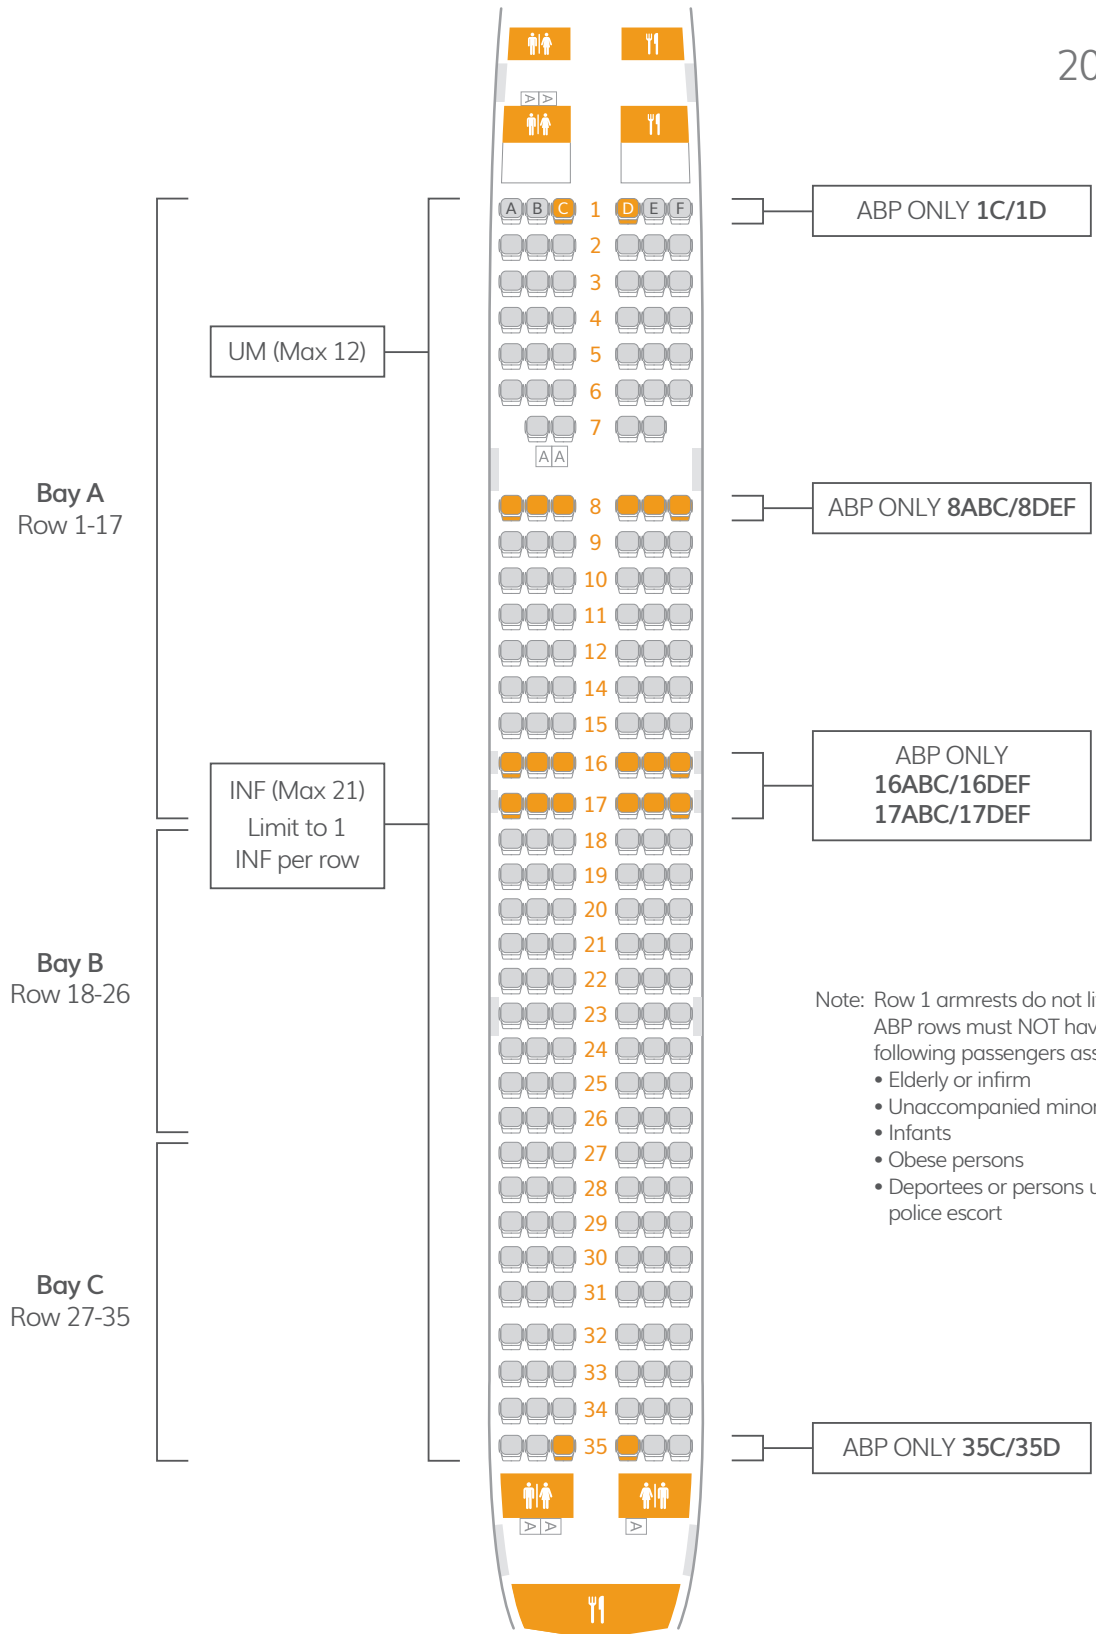 20
A A
A B C 1 D E F
ABP ONLY 1C/1D
2
3
4
UM (Max 12)
5
6
7
A A
Bay A
Row 1-17
8
ABP ONLY 8ABC/8DEF
9
10
11
12
14
15
16
17
ABP ONLY
16ABC/16DEF
17ABC/17DEF
INF (Max 21)
Limit to 1
INF per row
18
19
20
21
22
23
24
25
26
Bay B
Row 18-26
Note: Row 1 armrests do not
ABP rows must NOT
following passengers
• Elderly or infirm
• Unaccompanied
• Infants
• Obese persons
• Deportees or persons
police escort
27
28
29
30
31
32
33
34
35
Bay C
Row 27-35
ABP ONLY 35C/35D
A A
A